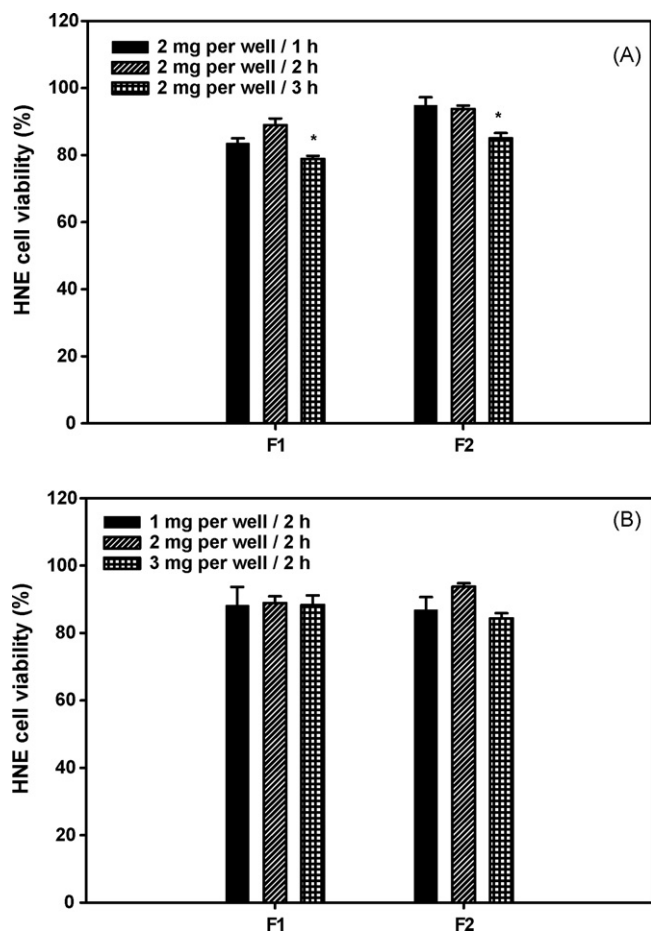 120
2 mg per well / 1 h
(A)
2 mg per well / 2 h
100
2 mg per well / 3 h
*
*
80
60
40
20
0
HNE cell viability (%)
F1
F2
120
1 mg per well / 2 h
(B)
2 mg per well / 2 h
100
3 mg per well / 2 h
80
60
40
20
0
HNE cell viability (%)
F1
F2